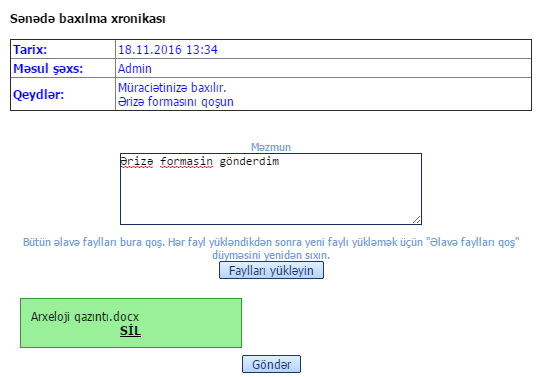 Sənədə baxılma xronikası
Tarix: 18.11.2016 13:34
Məsul şəxs: Admin
Qeydlər: Müraciətinizə baxılır.
Ərizə formasını qoşun
Məzmun
Ərizə formasin gönderdim
Bütün əlavə faylları bura qoş. Hər fayl yükləndikdən sonra yeni faylı yükləmək üçün "Əlavə faylları qoş"
düyməsini yenidən sıxın.
Faylları yükləyin
Arxeloji qazıntı.docx
SİL
Göndər